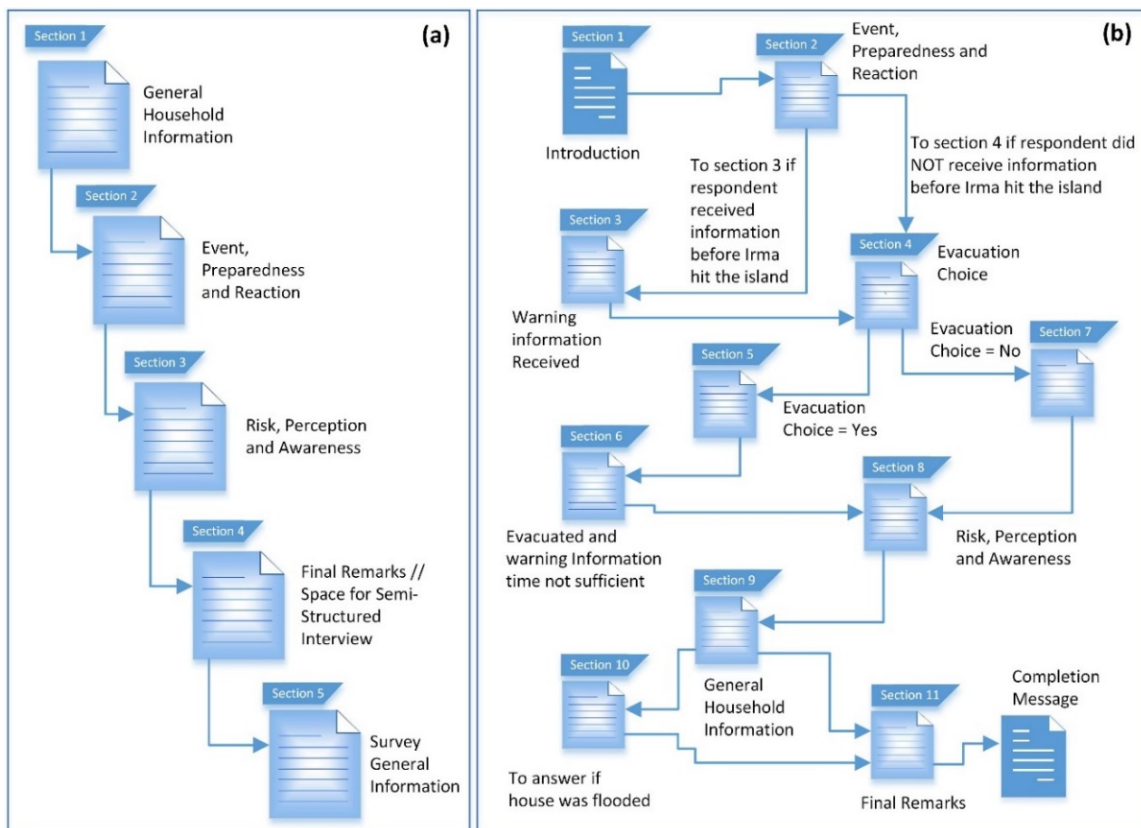 (a)
Section 1
General
Household
Information
Section 2
Event,
Preparedness
and Reaction
Section 3
Risk, Perception
and Awareness
Section 4
Final Remarks //
Space for Semi-
Structured
Interview
Section 5
Survey
General
Information
(b)
Section 1
Introduction
Section 2
Event,
Preparedness and
Reaction
To section 3 if
respondent
received
information
before Irma
hit the island
To section 4 if respondent did
NOT receive information
before Irma hit the island
Section 3
Warning
information
Received
Section 4
Evacuation
Choice
Evacuation
Choice = No
Section 7
Section 5
Evacuation
Choice = Yes
Section 6
Evacuated and
warning Information
time not sufficient
Section 8
Risk, Perception
and Awareness
Section 9
General
Household
Information
Section 10
To answer if
house was flooded
Section 11
Final Remarks
Completion
Message